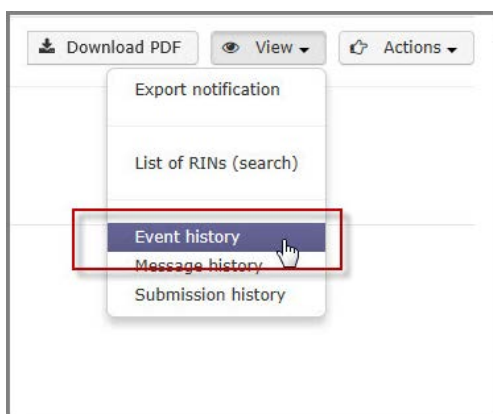 Download PDF View Actions
Export notification
List of RINs (search)
Event history
Message history
Submission history